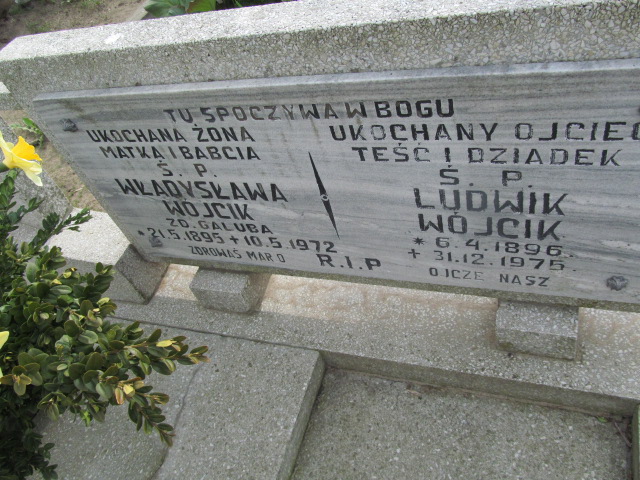 TU SPOCZYWA W BOGU
UKOCHANA ŻONA
MATKA I BABCIA
Ś. P.
WŁADYSŁAWA
WÓJCIK
ZD. GAŁUBA
*21.5.1895 +10.5.1972
ZDROWAŚ MARIO
R.I.P
UKOCHANY OJCIEC
TEŚĆ I DZIADEK
Ś. P.
LUDWIK
WÓJCIK
*6.4.1896
+31.12.1975
OJCZE NASZ